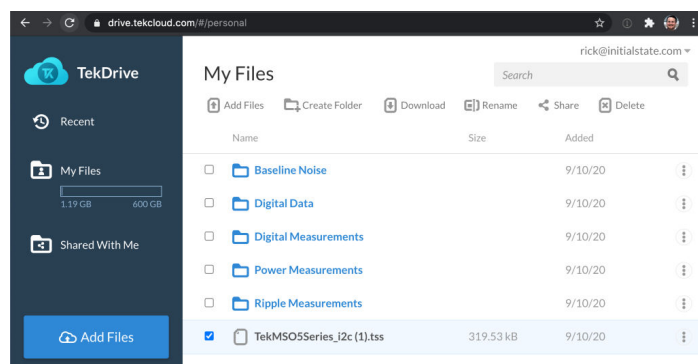 drive.tekcloud.com/#/personal
TekDrive
Recent
My Files
1.19 GB 600 GB
Shared With Me
Add Files
rick@initialstate.com
My Files
Search
Add Files Create Folder Download Rename Share Delete
Name Size Added
Baseline Noise 9/10/20
Digital Data 9/10/20
Digital Measurements 9/10/20
Power Measurements 9/10/20
Ripple Measurements 9/10/20
TekMSO5Series_i2c (1).tss 319.53 kB 9/10/20